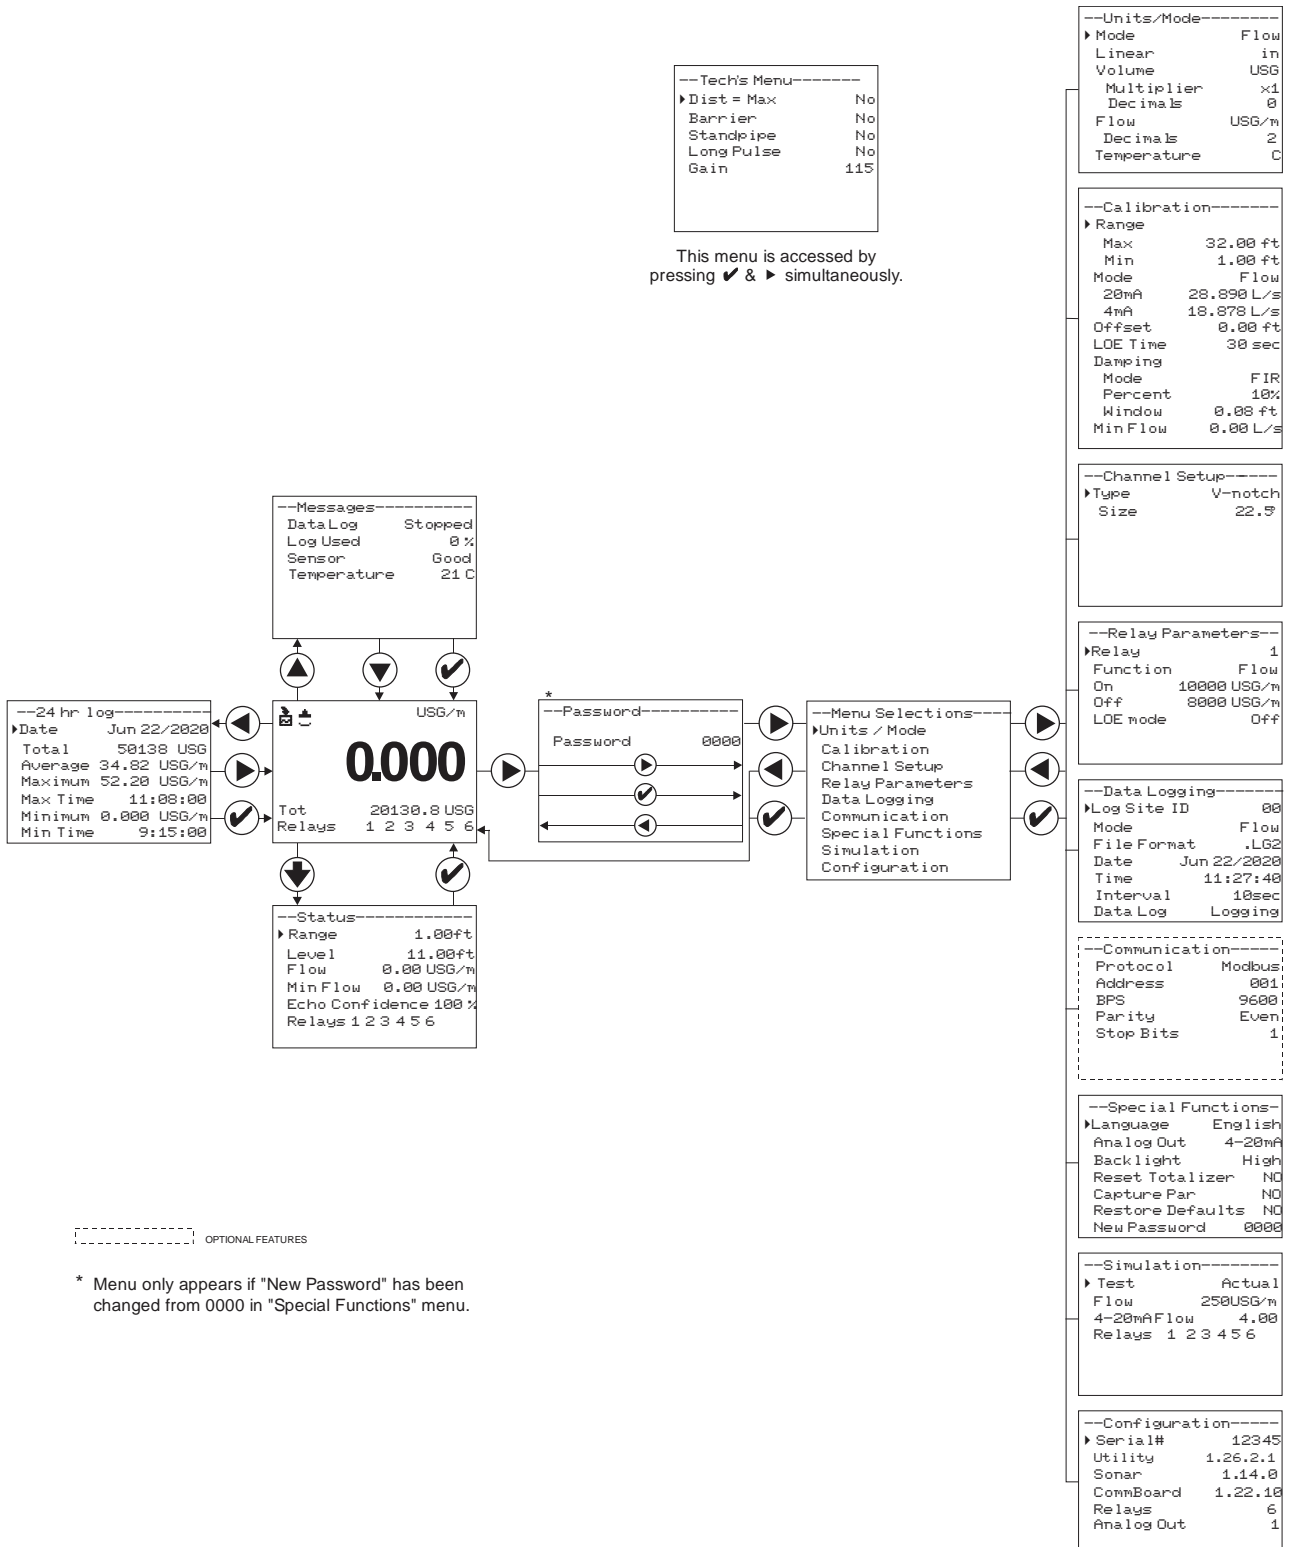 --Tech's Menu-------
Dist = Max No
Barrier No
Standpipe No
Long Pulse No
Gain 115
This menu is accessed by
pressing ✔ & ▶ simultaneously.
--Messages----------
Data Log Stopped
Log Used 0 %
Sensor Good
Temperature 21 C
--24 hr log----------
Date Jun 22/2020
Total 50138 USG
Average 34.82 USG/m
Maximum 52.20 USG/m
Max Time 11:08:00
Minimum 0.000 USG/m
Min Time 9:15:00
USG/m
0.000
Tot 20130.8 USG
Relays 1 2 3 4 5 6
--Status------------
Range 1.00ft
Level 11.00ft
Flow 0.00 USG/m
Min Flow 0.00 USG/m
Echo Confidence 100 %
Relays 1 2 3 4 5 6
*
--Password----------
Password 0000
--Menu Selections----
Units / Mode
Calibration
Channel Setup
Relay Parameters
Data Logging
Communication
Special Functions
Simulation
Configuration
--Units/Mode--------
Mode Flow
Linear in
Volume USG
Multiplier x1
Decimals 0
Flow USG/m
Decimals 2
Temperature C
--Calibration-------
Range
Max 32.00 ft
Min 1.00 ft
Mode Flow
20mA 28.890 L/s
4mA 18.878 L/s
Offset 0.00 ft
LOE Time 30 sec
Damping
Mode FIR
Percent 10%
Window 0.08 ft
Min Flow 0.00 L/s
--Channel Setup-----
Type V-notch
Size 22.5º
--Relay Parameters--
Relay 1
Function Flow
On 10000 USG/m
Off 8000 USG/m
LOE mode Off
--Data Logging------
Log Site ID 00
Mode Flow
File Format .LG2
Date Jun 22/2020
Time 11:27:40
Interval 10sec
Data Log Logging
--Communication-----
Protocol Modbus
Address 001
BPS 9600
Parity Even
Stop Bits 1
--Special Functions-
Language English
Analog Out 4-20mA
Backlight High
Reset Totalizer NO
Capture Par NO
Restore Defaults NO
New Password 0000
--Simulation--------
Test Actual
Flow 250USG/m
4-20mA Flow 4.00
Relays 1 2 3 4 5 6
--Configuration-----
Serial# 12345
Utility 1.26.2.1
Sonar 1.14.0
CommBoard 1.22.10
Relays 6
Analog Out 1
OPTIONAL FEATURES
* Menu only appears if "New Password" has been
changed from 0000 in "Special Functions" menu.